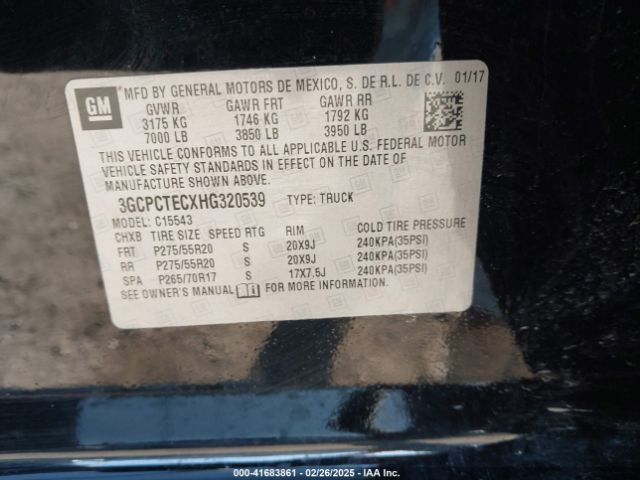 GM
MFD BY GENERAL MOTORS DE MEXICO, S. DE R.L. DE C.V. 01/17
GVWR GAWR FRT GAWR RR
3175 KG 1746 KG 1792 KG
7000 LB 3850 LB 3950 LB
THIS VEHICLE CONFORMS TO ALL APPLICABLE U.S. FEDERAL MOTOR
VEHICLE SAFETY STANDARDS IN EFFECT ON THE DATE OF
MANUFACTURE SHOWN ABOVE.
3GCPCTECXHG320539 TYPE: TRUCK
MODEL: C15543
CHXB TIRE SIZE SPEED RTG RIM COLD TIRE PRESSURE
FRT P275/55R20 S 20X9J 240KPA(35PSI)
RR P275/55R20 S 20X9J 240KPA(35PSI)
SPA P265/70R17 S 17X7.5J 240KPA(35PSI)
SEE OWNER'S MANUAL FOR MORE INFORMATION.
000-41683861 - 02/26/2025 - IAA Inc.